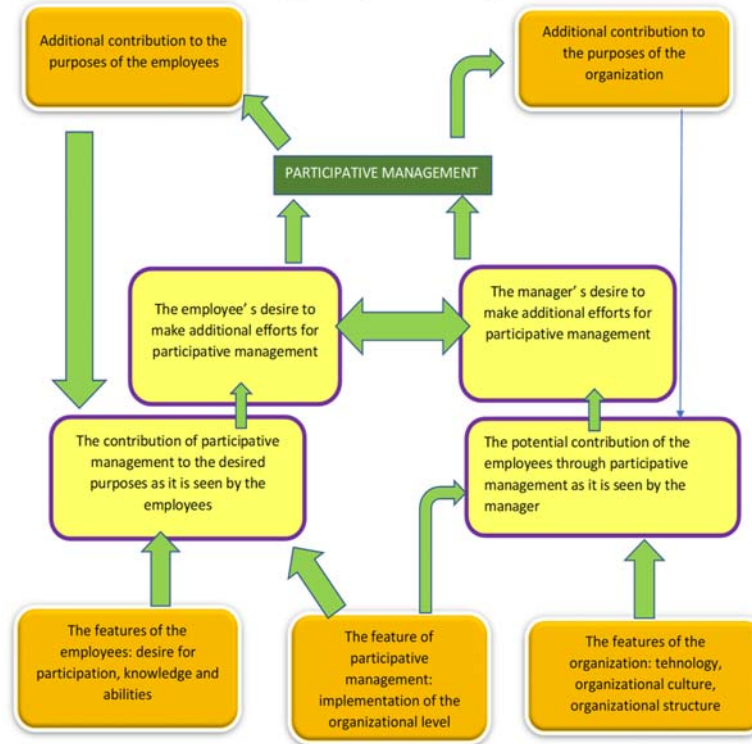 Additional contribution to the
purposes of the employees
Additional contribution to
the purposes of the
organization
PARTICIPATIVE MANAGEMENT
The employee' s desire to
make additional efforts for
participative management
The manager' s desire to
make additional efforts for
participative management
The contribution of participative
management to the desired
purposes as it is seen by the
employees
The potential contribution of the
employees through participative
management as it is seen by the
manager
The features of the
employees: desire for
participation, knowledge and
abilities
The feature of
participative
management:
implementation of the
organizational level
The features of the
organization: tehnology,
organizational culture,
organizational structure